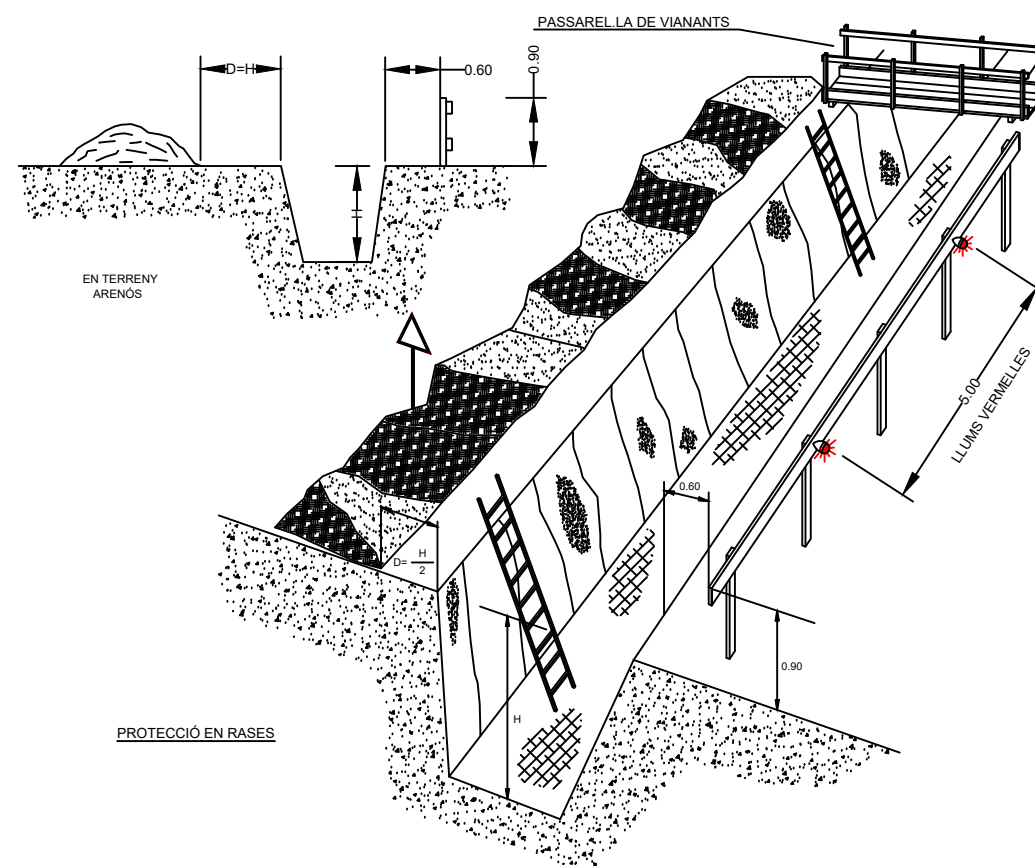 PASSAREL.LA DE VIANANTS
D=H
0.60
0.90
H
EN TERRENY
ARENÓS
5.00
LLUMS VERMELLES
0.60
D= H
2
H
0.90
PROTECCIÓ EN RASES